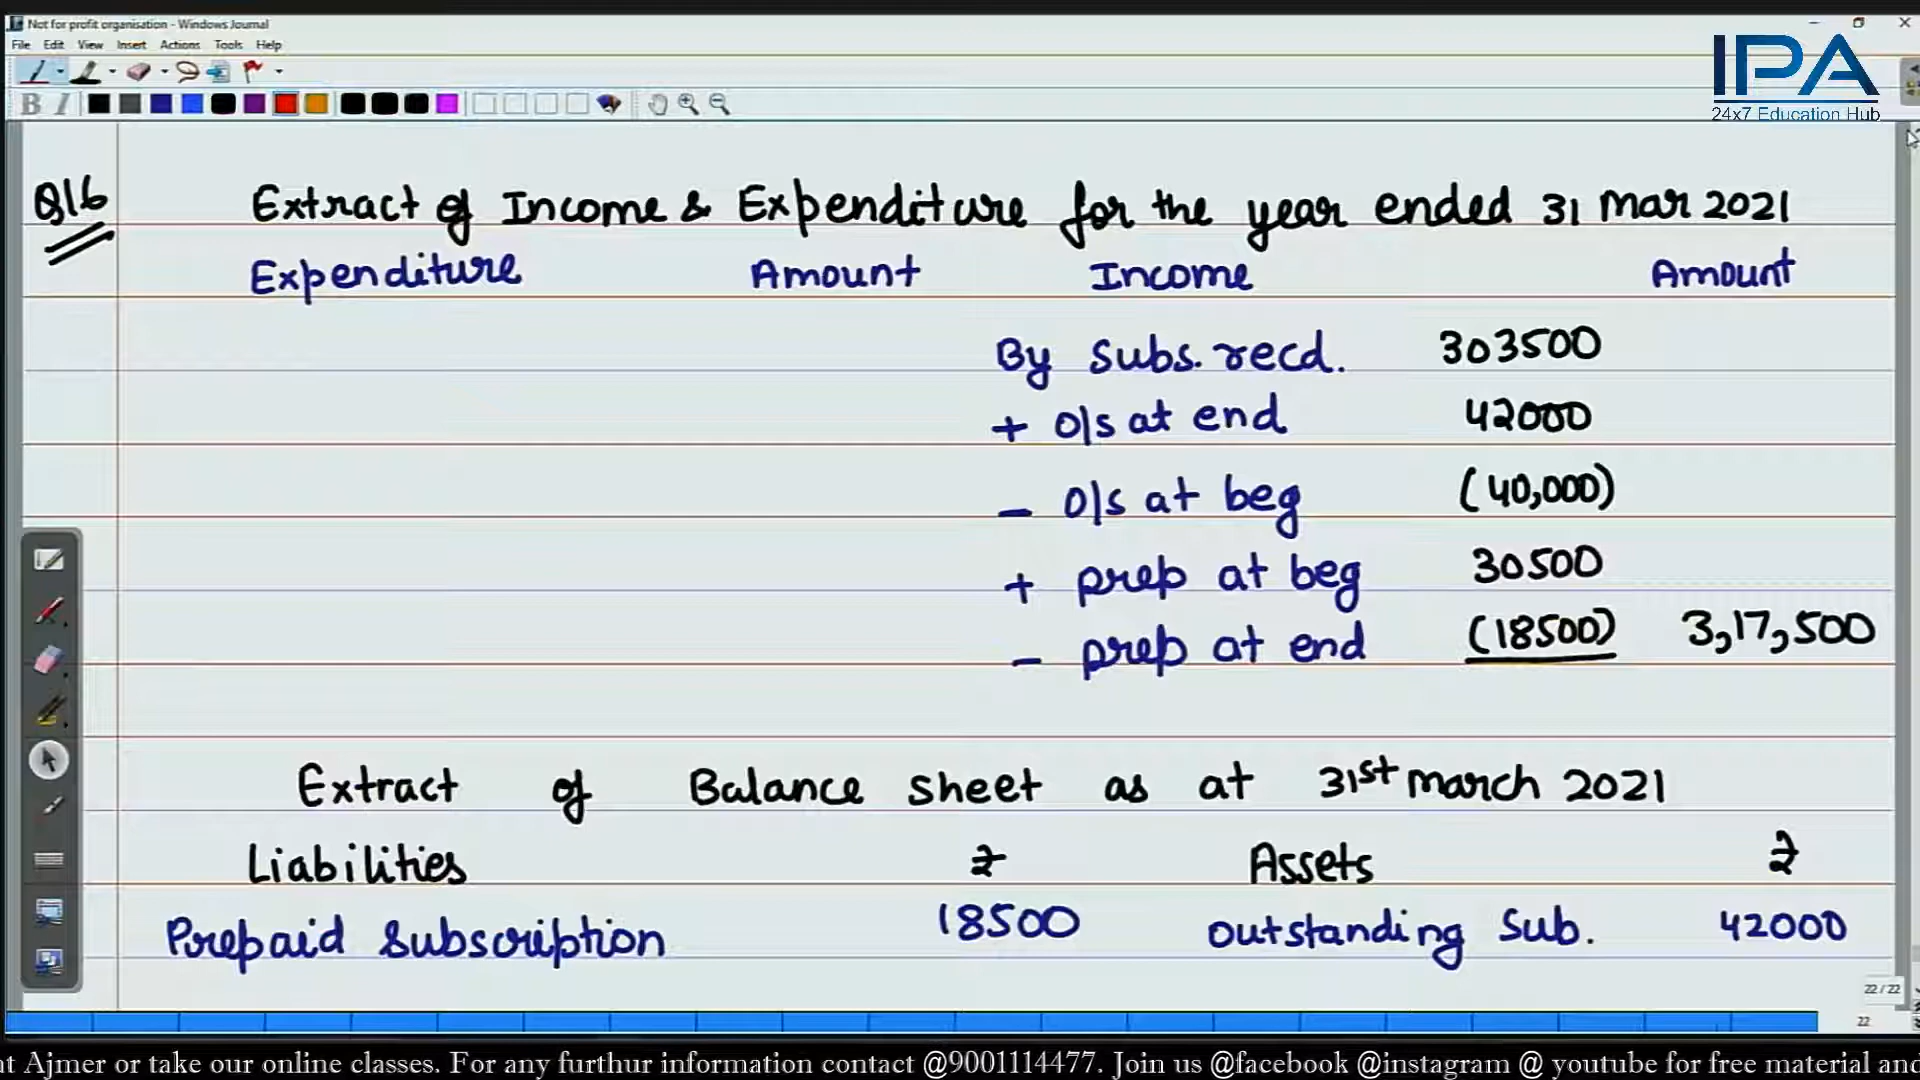 Not for profit organisation - Windows Journal
File Edit View Insert Actions Tools Help
B I
IPA
24x7 Education Hub
Q16 Extract of Income & Expenditure for the year ended 31 Mar 2021
Expenditure Amount Income Amount
By Subs. recd. 303500
+ O/s at end 42000
- O/s at beg (40,000)
+ prep at beg 30500
- prep at end (18500) 3,17,500
Extract of Balance Sheet as at 31st March 2021
Liabilities ₹ Assets ₹
Prepaid Subscription 18500 Outstanding Sub. 42000
22 / 22
22
nt Ajmer or take our online classes. For any furthur information contact @9001114477. Join us @facebook @instagram @ youtube for free material and